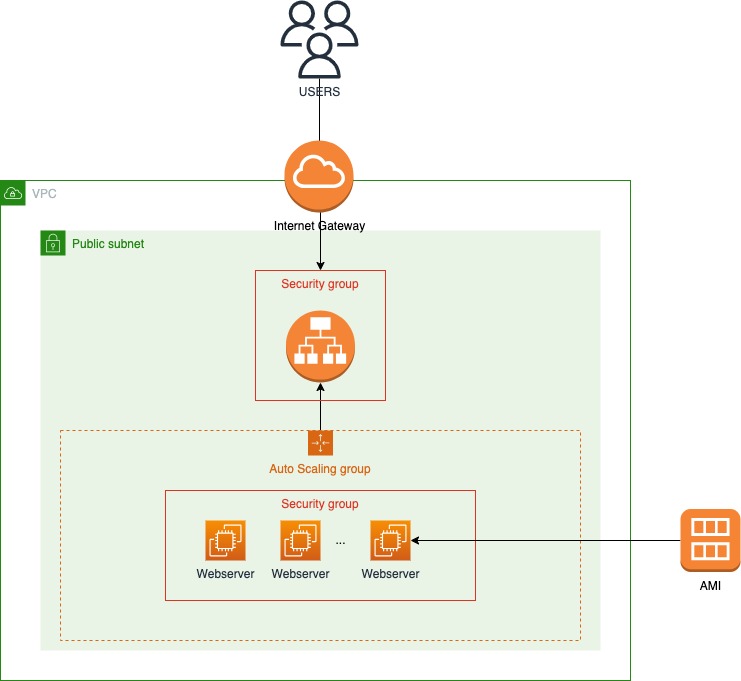 USERS
VPC
Internet Gateway
Public subnet
Security group
Auto Scaling group
Security group
...
Webserver
Webserver
Webserver
AMI